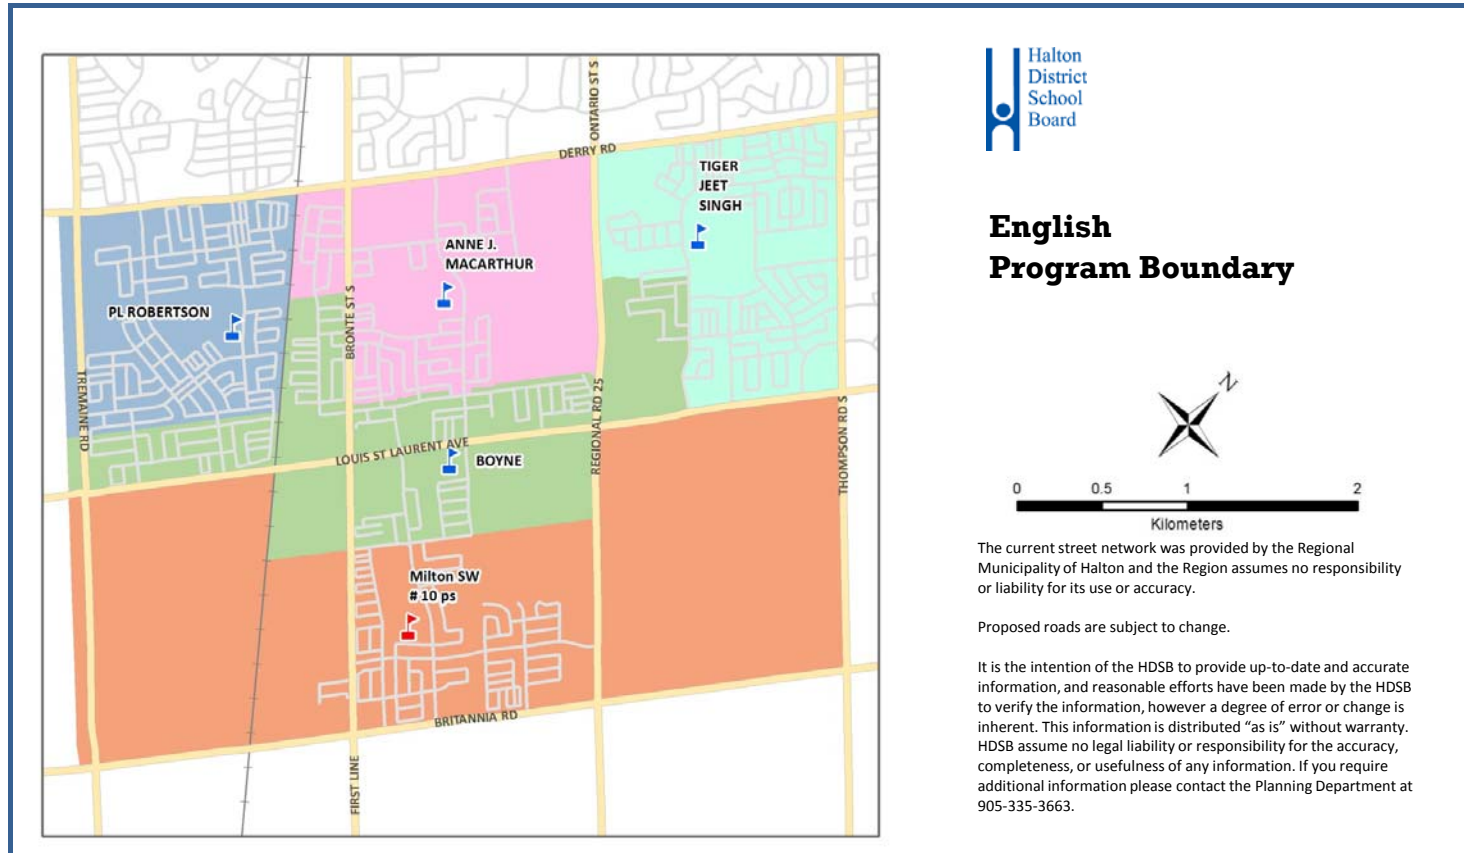 ONTARIO ST S
DERRY RD
TIGER
JEET
SINGH
ANNE J.
MACARTHUR
PL ROBERTSON
BRONTE ST S
TREMAINE RD
REGIONAL RD 25
THOMPSON RD S
LOUIS ST LAURENT AVE
BOYNE
Milton SW
# 10 ps
BRITANNIA RD
FIRST LINE
Halton
District
School
Board
English
Program Boundary
N
0 0.5 1 2
Kilometers
The current street network was provided by the Regional
Municipality of Halton and the Region assumes no responsibility
or liability for its use or accuracy.
Proposed roads are subject to change.
It is the intention of the HDSB to provide up-to-date and accurate
information, and reasonable efforts have been made by the HDSB
to verify the information, however a degree of error or change is
inherent. This information is distributed “as is” without warranty.
HDSB assume no legal liability or responsibility for the accuracy,
completeness, or usefulness of any information. If you require
additional information please contact the Planning Department at
905-335-3663.